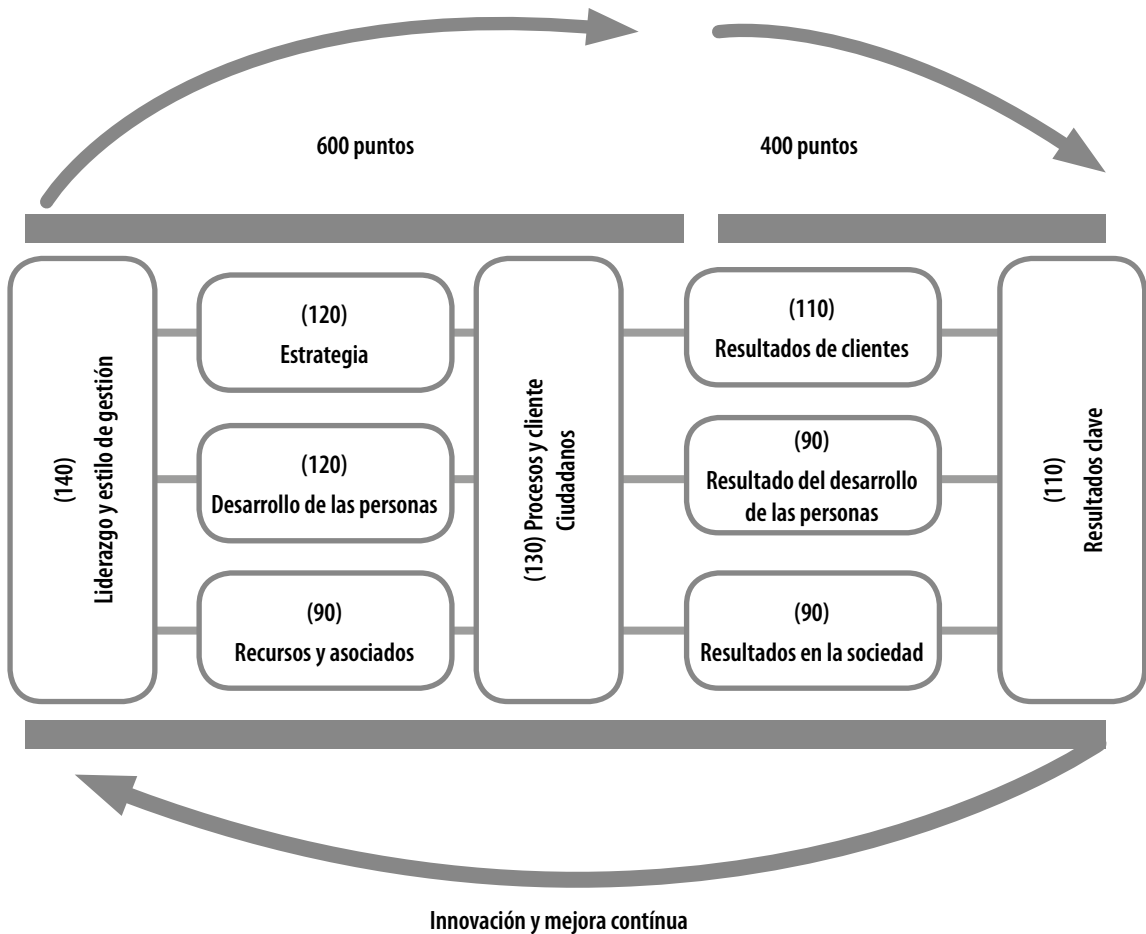 600 puntos
400 puntos
(140)
Liderazgo y estilo de gestión
(120)
Estrategia
(120)
Desarrollo de las personas
(90)
Recursos y asociados
(130) Procesos y cliente
Ciudadanos
(110)
Resultados de clientes
(90)
Resultado del desarrollo
de las personas
(90)
Resultados en la sociedad
(110)
Resultados clave
Innovación y mejora contínua